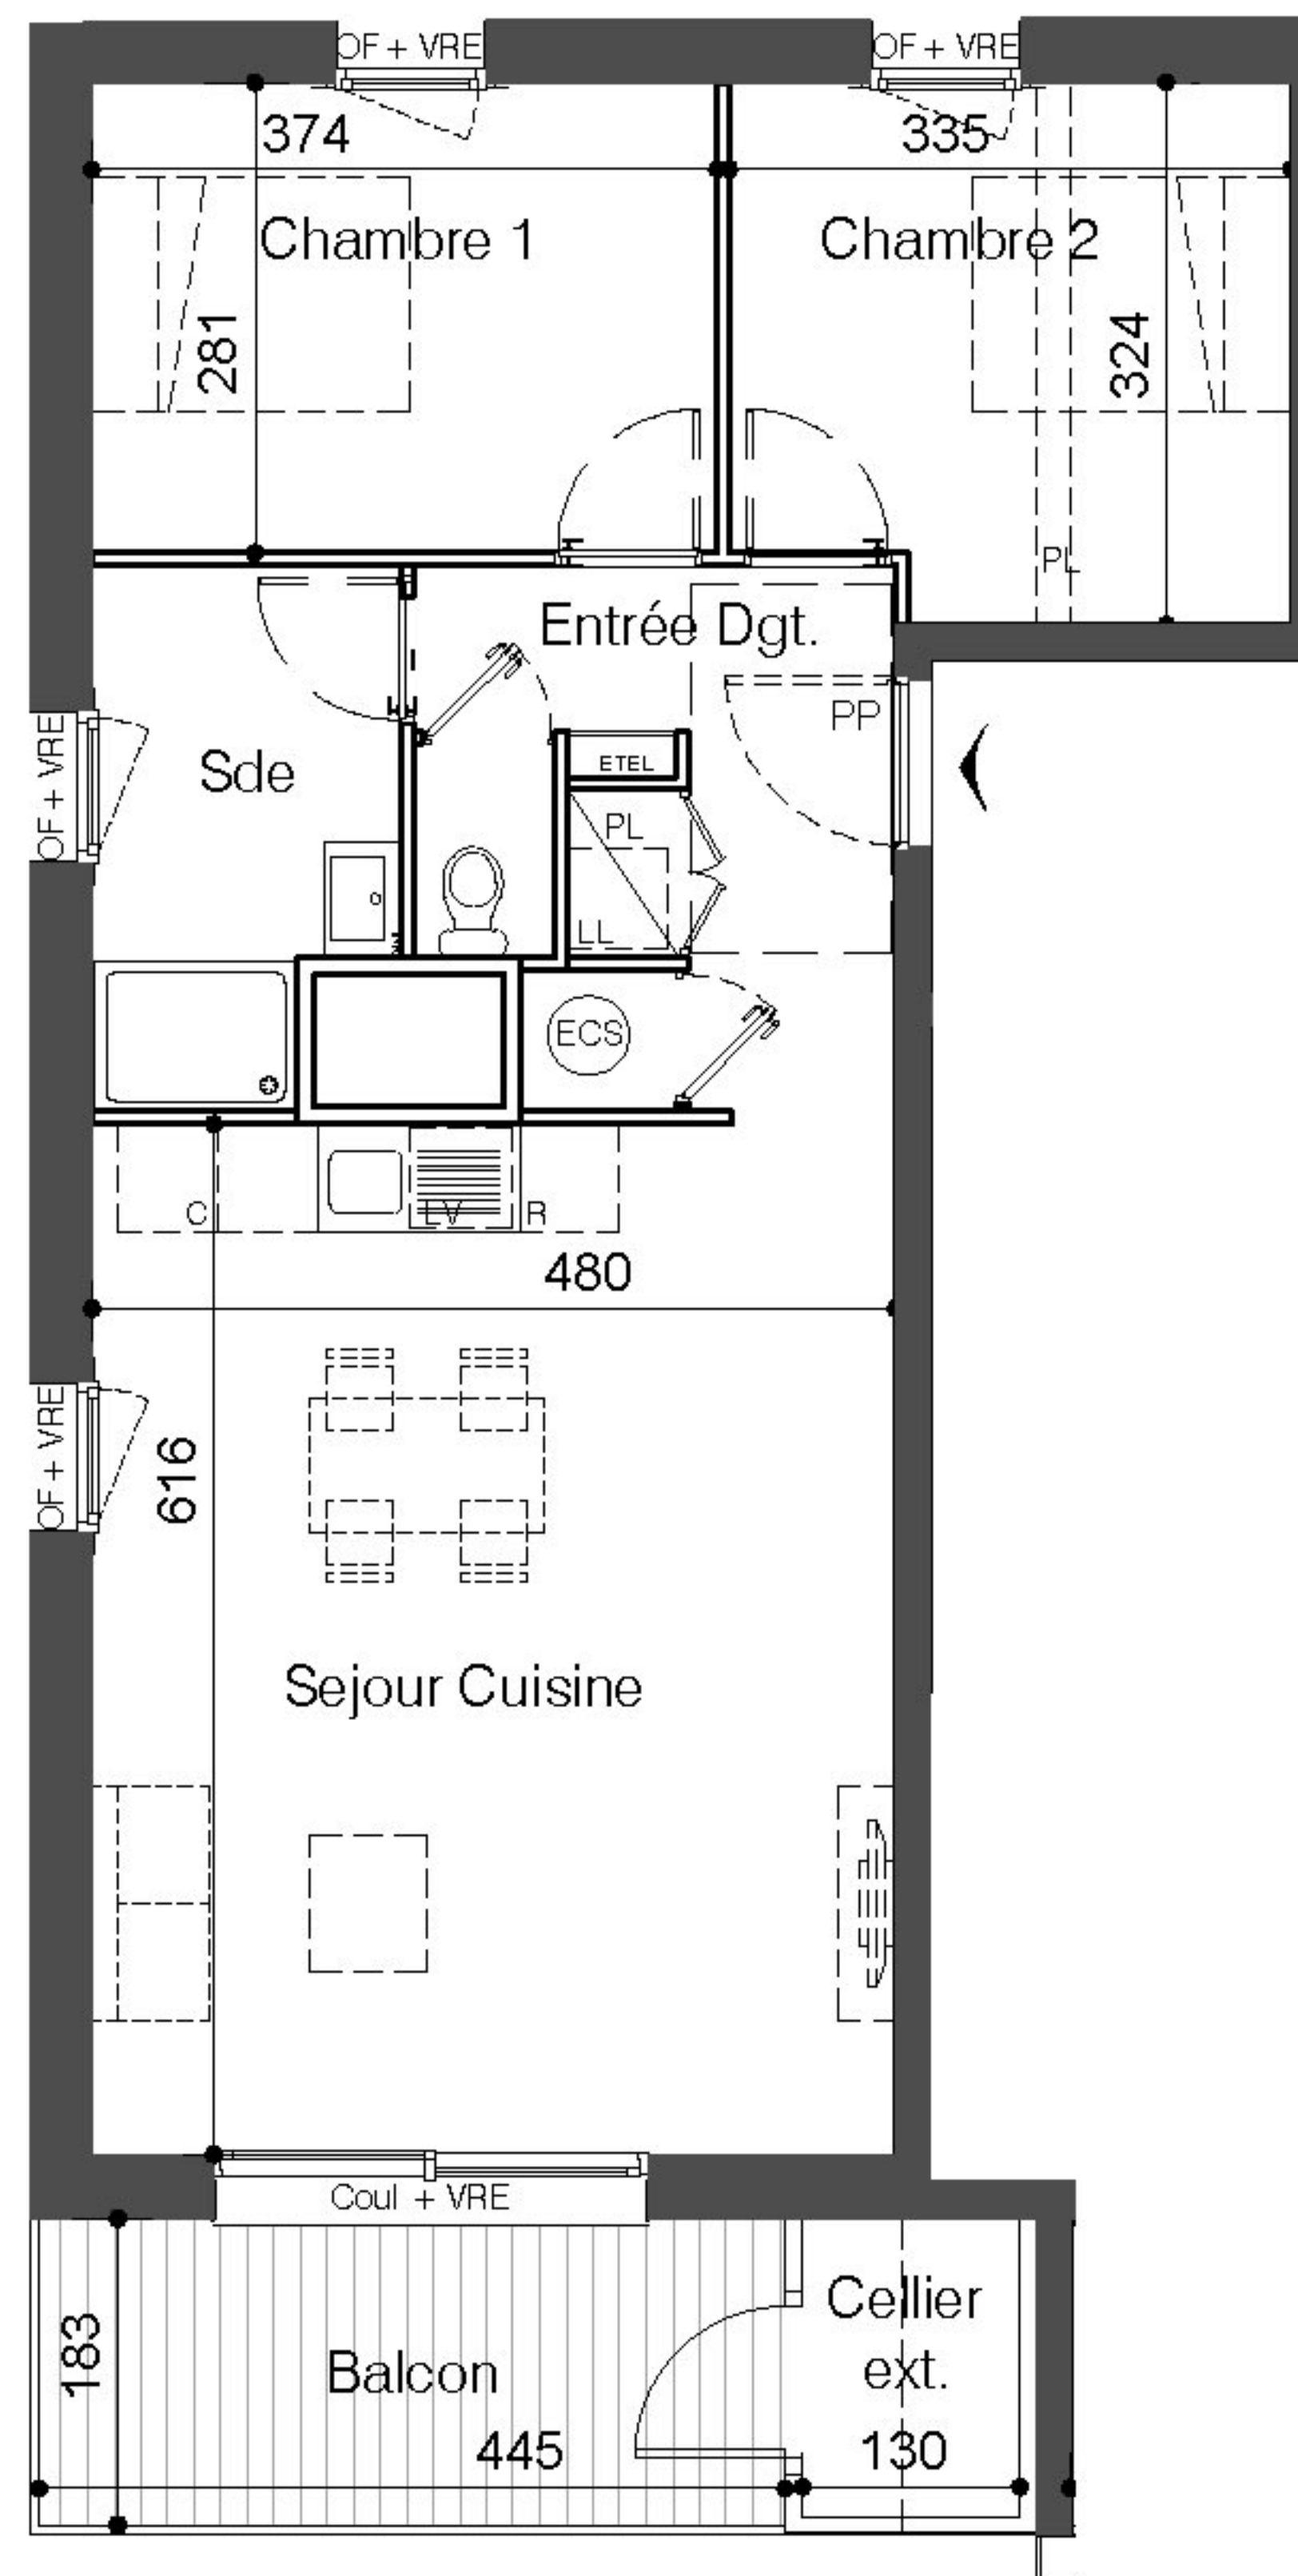 OF + VRE
OF + VRE
374
335
Chambre 1
Chambre 2
281
324
PL
Entrée Dgt.
PP
OF + VRE
Sde
ETEL
PL
LL
ECS
C
LV
R
480
OF + VRE
616
Sejour Cuisine
Coul + VRE
183
Balcon
Cellier
ext.
445
130